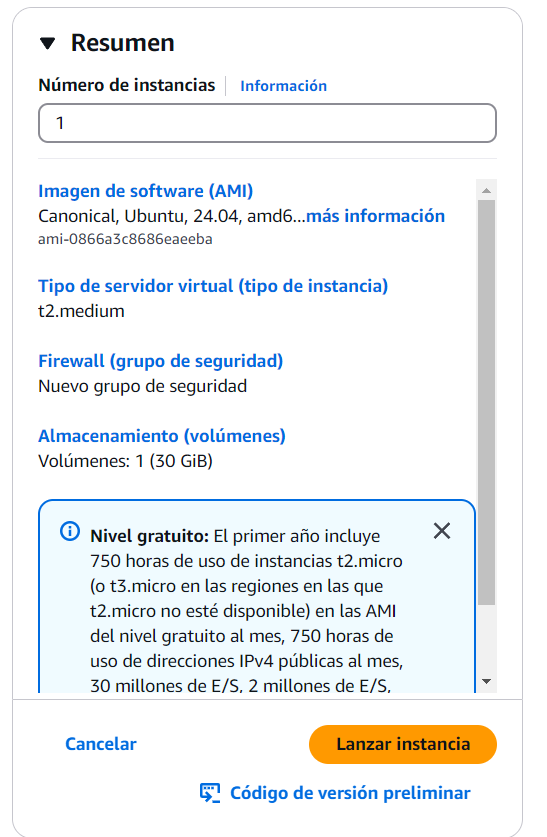 Resumen
Número de instancias Información
1
Imagen de software (AMI)
Canonical, Ubuntu, 24.04, amd6...más información
ami-0866a3c8686eaeeba
Tipo de servidor virtual (tipo de instancia)
t2.medium
Firewall (grupo de seguridad)
Nuevo grupo de seguridad
Almacenamiento (volúmenes)
Volúmenes: 1 (30 GiB)
Nivel gratuito: El primer año incluye
750 horas de uso de instancias t2.micro
(o t3.micro en las regiones en las que
t2.micro no esté disponible) en las AMI
del nivel gratuito al mes, 750 horas de
uso de direcciones IPv4 públicas al mes,
30 millones de E/S, 2 millones de E/S,
Cancelar Lanzar instancia
Código de versión preliminar